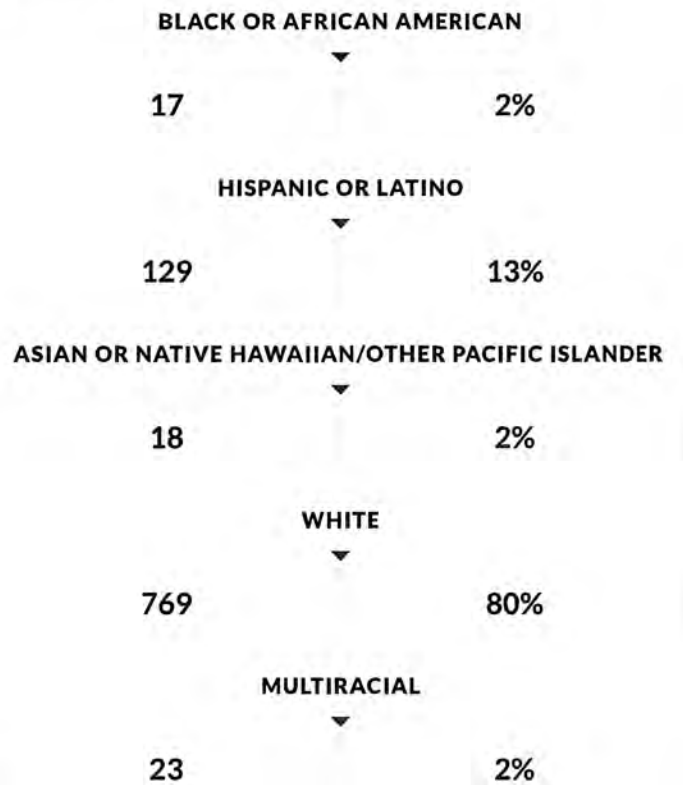 BLACK OR AFRICAN AMERICAN
17 2%
HISPANIC OR LATINO
129 13%
ASIAN OR NATIVE HAWAIIAN/OTHER PACIFIC ISLANDER
18 2%
WHITE
769 80%
MULTIRACIAL
23 2%